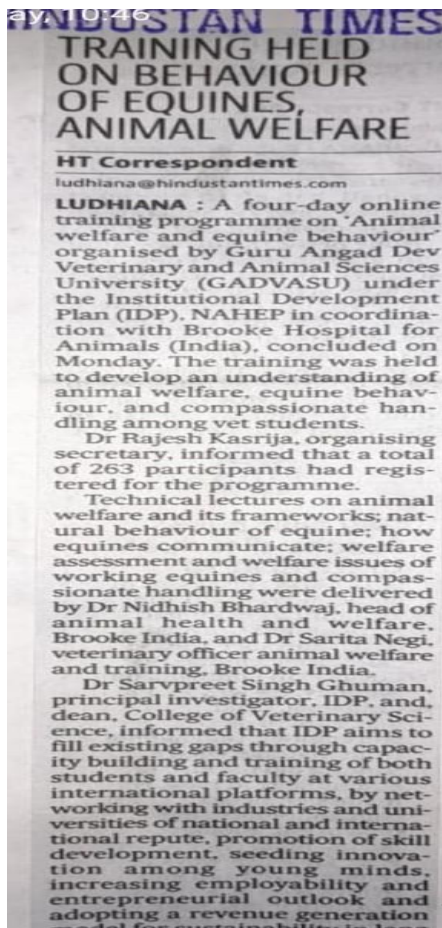 ay, 10:46
HINDUSTAN TIMES
TRAINING HELD
ON BEHAVIOUR
OF EQUINES,
ANIMAL WELFARE
HT Correspondent
ludhiana@hindustantimes.com
LUDHIANA : A four-day online
training programme on 'Animal
welfare and equine behaviour'
organised by Guru Angad Dev
Veterinary and Animal Sciences
University (GADVASU) under
the Institutional Development
Plan (IDP), NAHEP in coordina-
tion with Brooke Hospital for
Animals (India), concluded on
Monday. The training was held
to develop an understanding of
animal welfare, equine behav-
iour, and compassionate han-
dling among vet students.
Dr Rajesh Kasrija, organising
secretary, informed that a total
of 263 participants had regis-
tered for the programme.
Technical lectures on animal
welfare and its frameworks; nat-
ural behaviour of equine; how
equines communicate; welfare
assessment and welfare issues of
working equines and compas-
sionate handling were delivered
by Dr Nidhish Bhardwaj, head of
animal health and welfare,
Brooke India, and Dr Sarita Negi,
veterinary officer animal welfare
and training, Brooke India.
Dr Sarvpreet Singh Ghuman,
principal investigator, IDP, and,
dean, College of Veterinary Sci-
ence, informed that IDP aims to
fill existing gaps through capac-
ity building and training of both
students and faculty at various
international platforms, by net-
working with industries and uni-
versities of national and interna-
tional repute, promotion of skill
development, seeding innova-
tion among young minds,
increasing employability and
entrepreneurial outlook and
adopting a revenue generation
model for sustainability in long